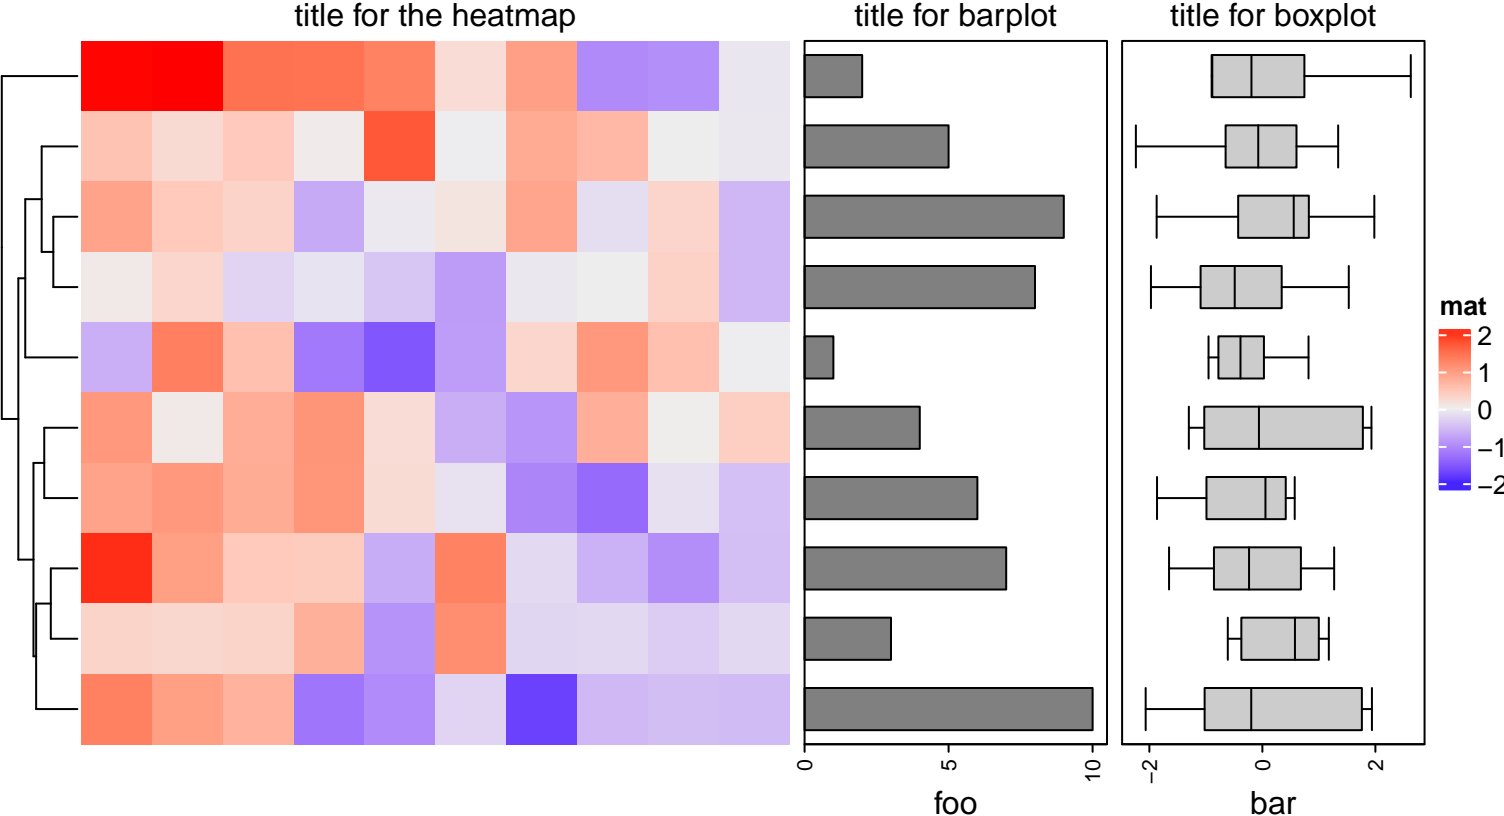 title for the heatmap
title for barplot
title for boxplot
mat
2
1
0
−1
−2
0
5
10
foo
−2
0
2
bar